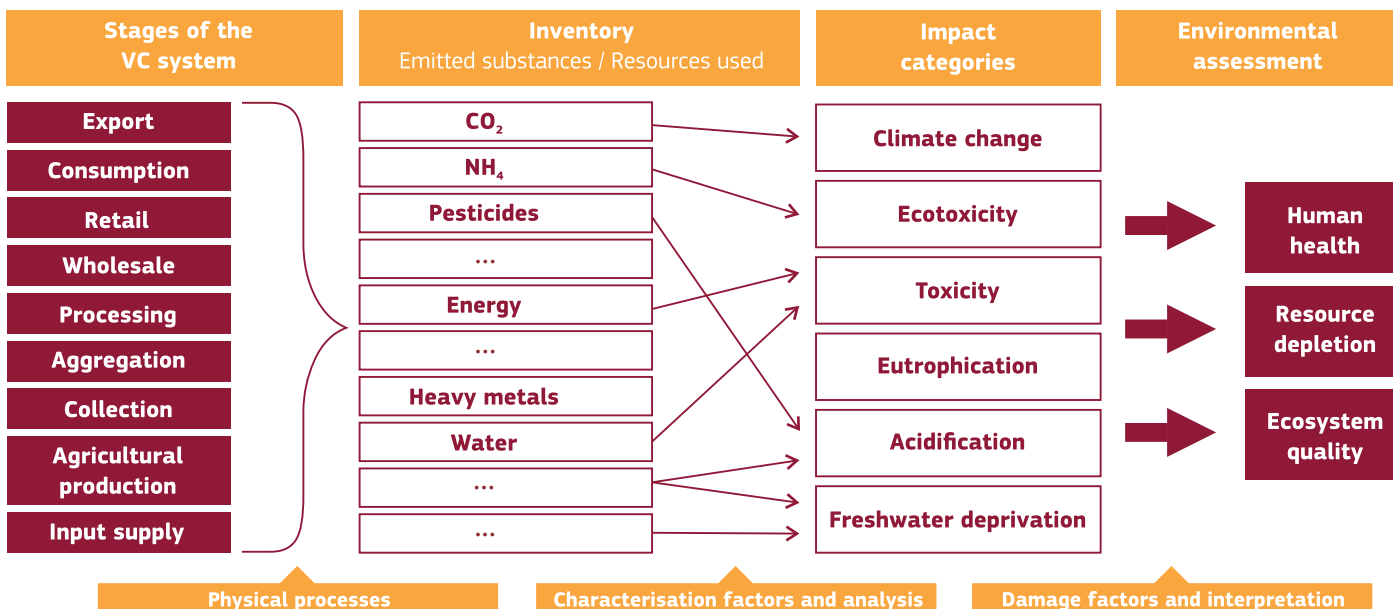 Stages of the
VC system
Inventory
Emitted substances / Resources used
Impact
categories
Environmental
assessment
Export
Consumption
Retail
Wholesale
Processing
Aggregation
Collection
Agricultural
production
Input supply
CO₂
NH₄
Pesticides
...
Energy
...
Heavy metals
Water
...
...
Climate change
Ecotoxicity
Toxicity
Eutrophication
Acidification
Freshwater deprivation
Human
health
Resource
depletion
Ecosystem
quality
Physical processes
Characterisation factors and analysis
Damage factors and interpretation